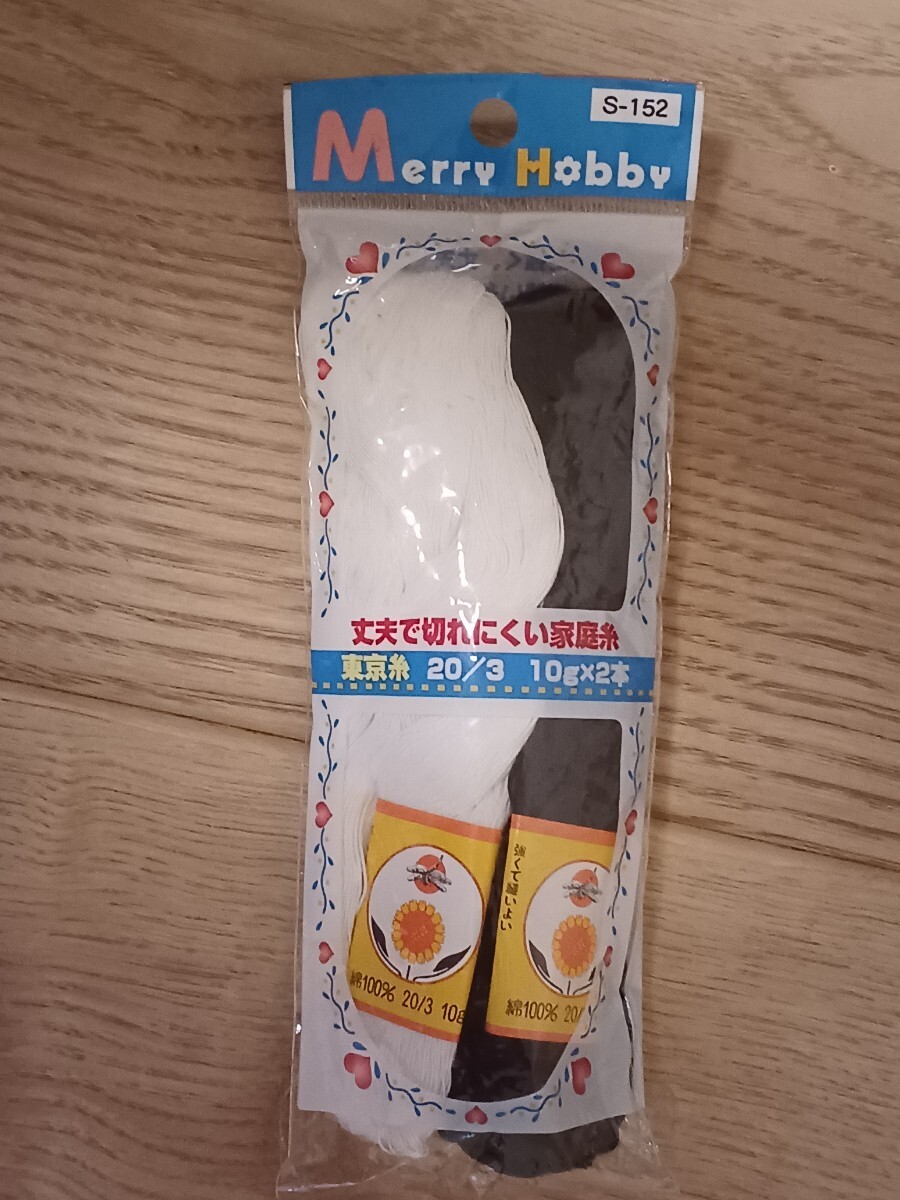 S-152
Merry Hobby
丈夫で切れにくい家庭糸
東京糸 20/3 10g×2本
綿100% 20/3 10g
強くて縫いよい
綿100% 20/